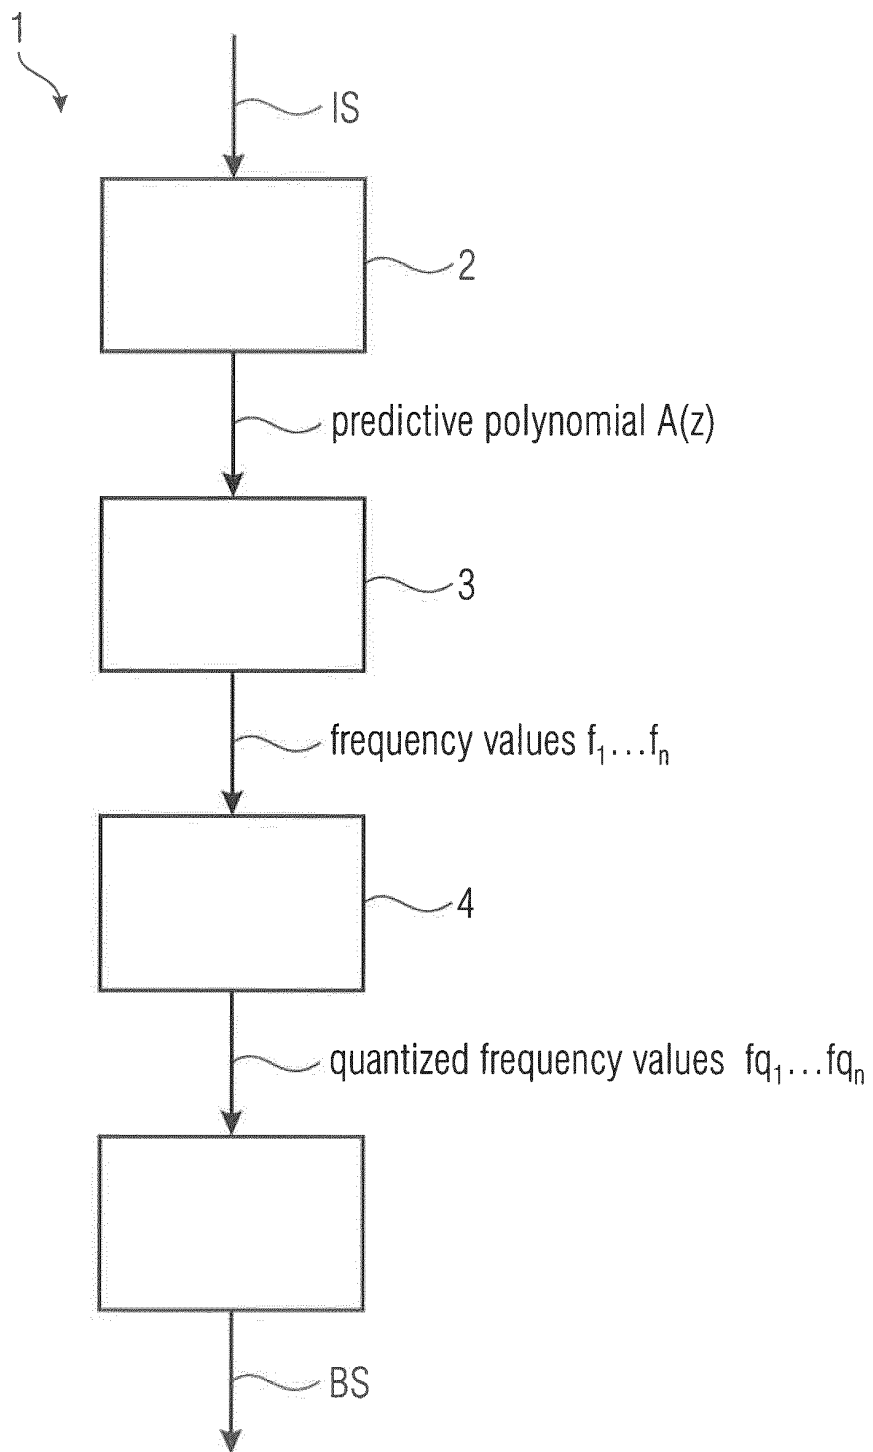 1
IS
2
predictive polynomial A(z)
3
frequency values f₁...fₙ
4
quantized frequency values fq₁...fqₙ
BS